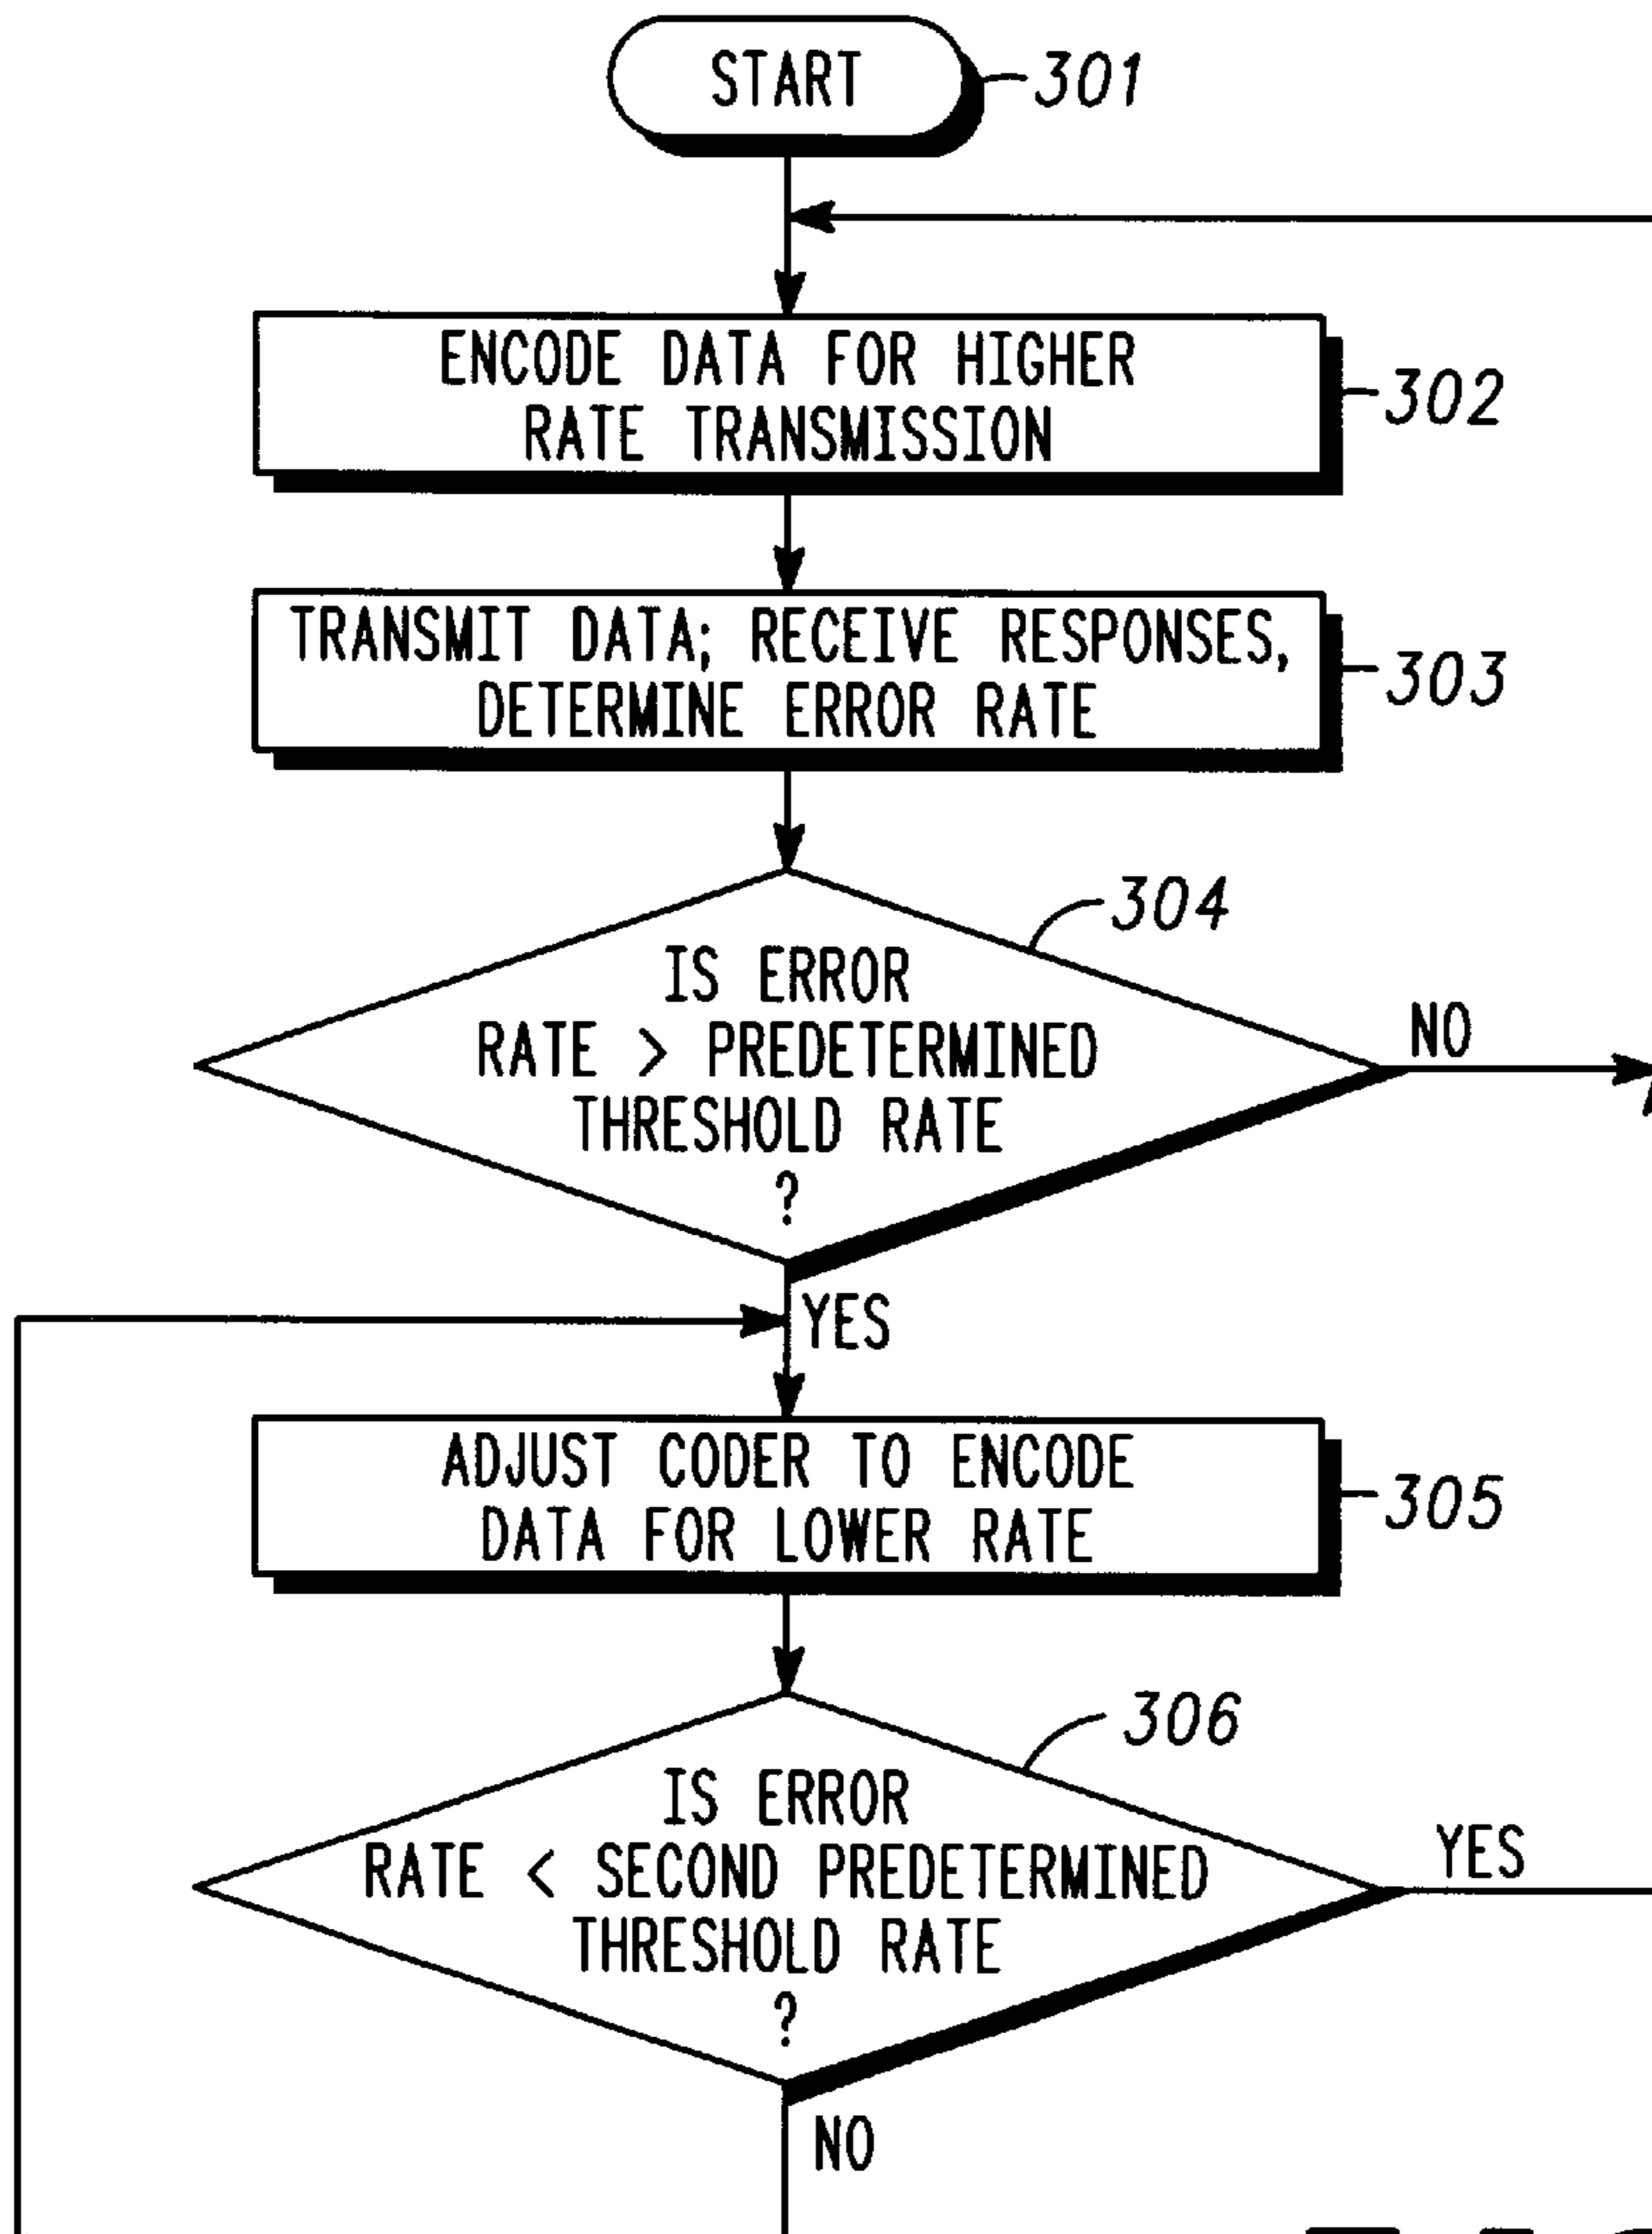 START
301
ENCODE DATA FOR HIGHER
RATE TRANSMISSION
302
TRANSMIT DATA; RECEIVE RESPONSES,
DETERMINE ERROR RATE
303
304
IS ERROR
RATE > PREDETERMINED
THRESHOLD RATE
?
NO
YES
ADJUST CODER TO ENCODE
DATA FOR LOWER RATE
305
306
IS ERROR
RATE < SECOND PREDETERMINED
THRESHOLD RATE
?
YES
NO